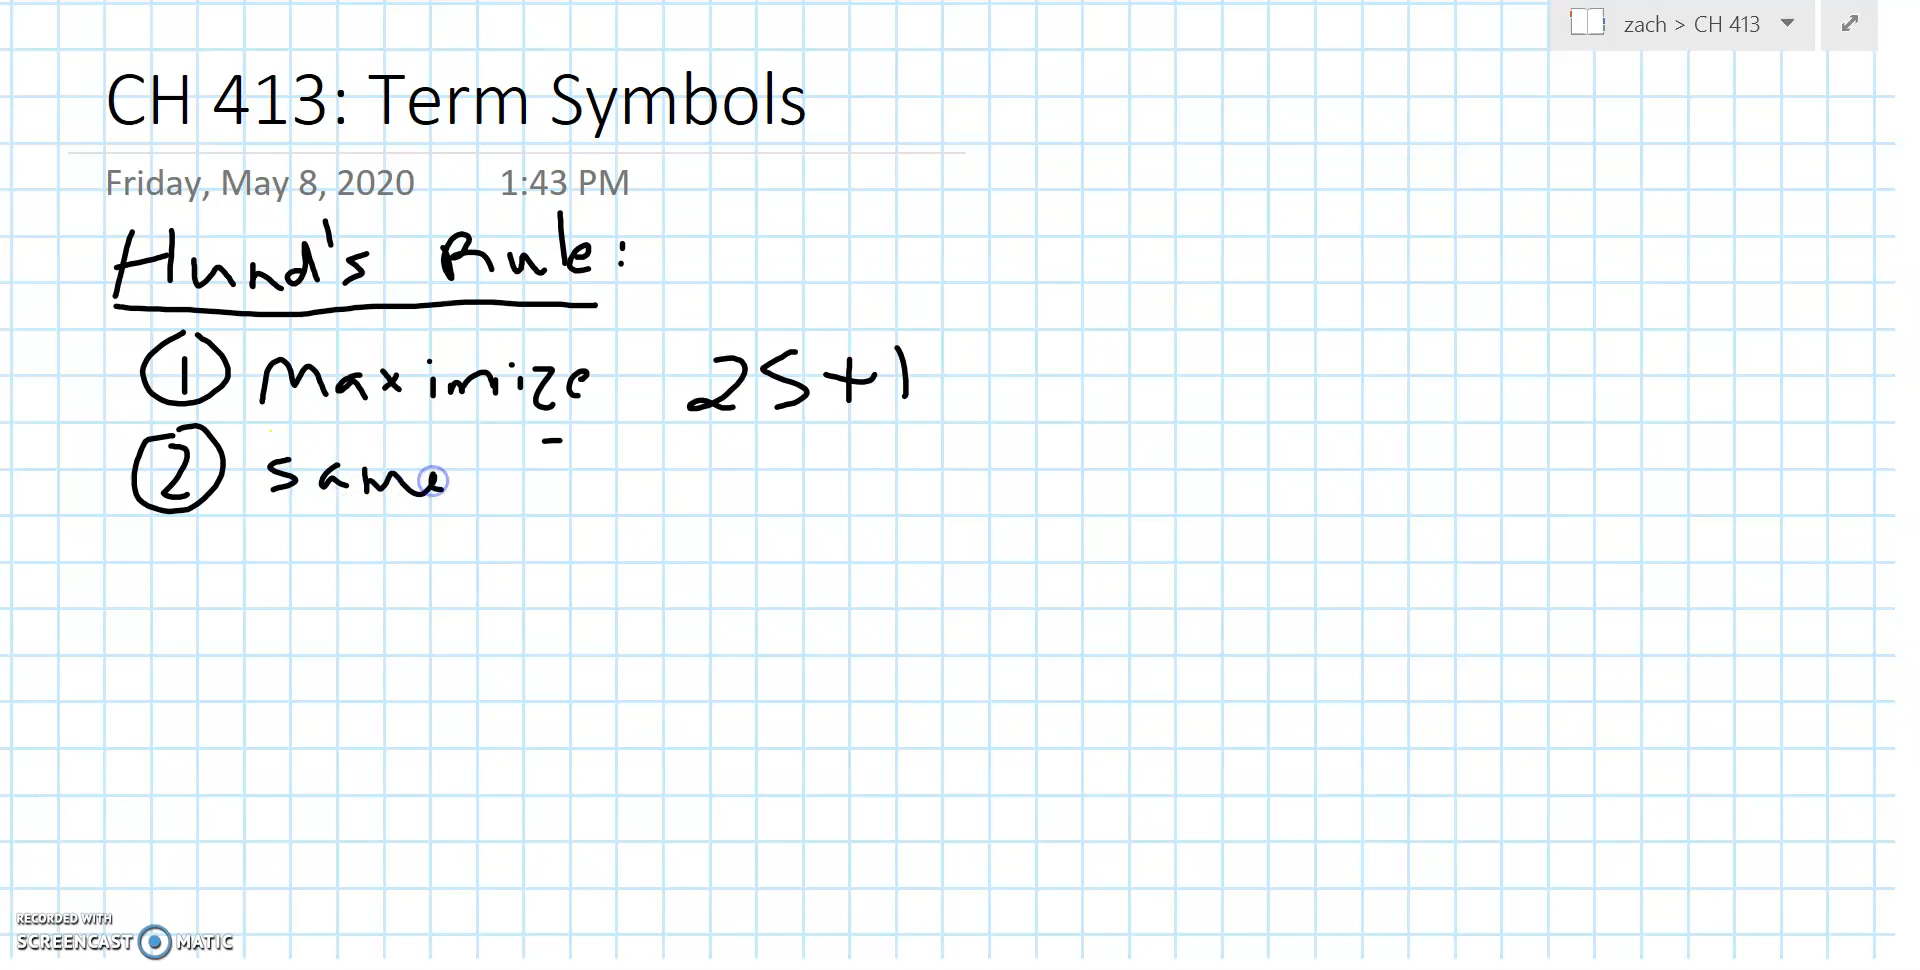 zach > CH 413
CH 413: Term Symbols
Friday, May 8, 2020 1:43 PM
Hund's Rule:
① Maximize 2S+1
② same
RECORDED WITH
SCREENCAST MATIC